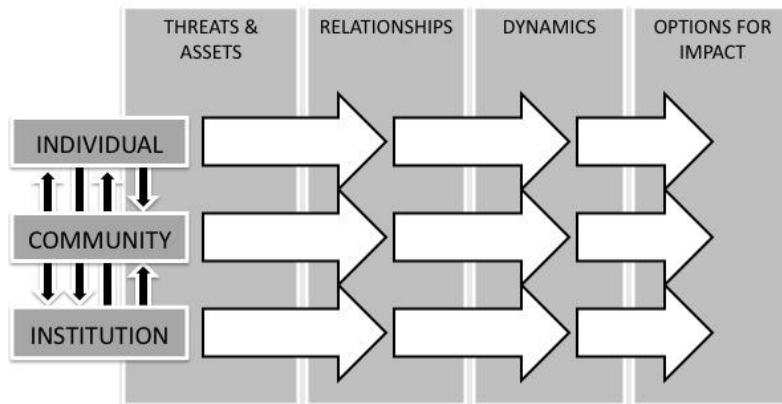 THREATS &
ASSETS
RELATIONSHIPS
DYNAMICS
OPTIONS FOR
IMPACT
INDIVIDUAL
COMMUNITY
INSTITUTION